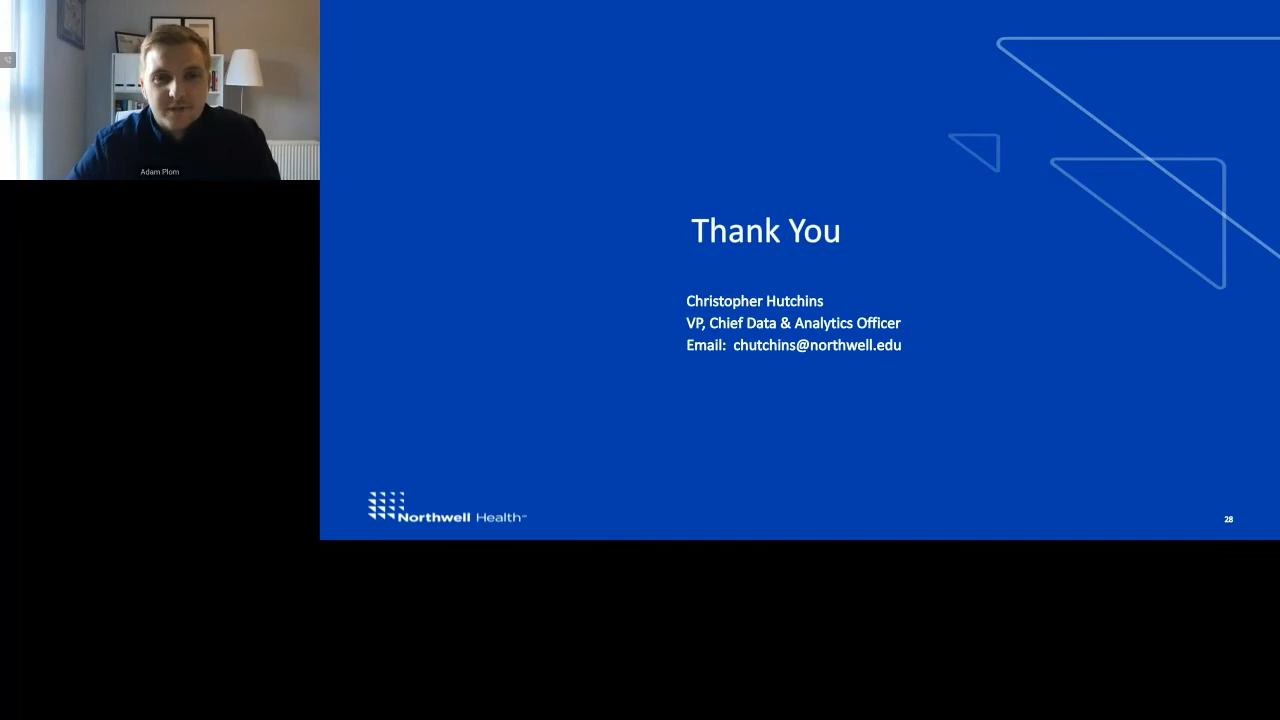 Adam Plom
Thank You
Christopher Hutchins
VP, Chief Data & Analytics Officer
Email: chutchins@northwell.edu
Northwell Health
28